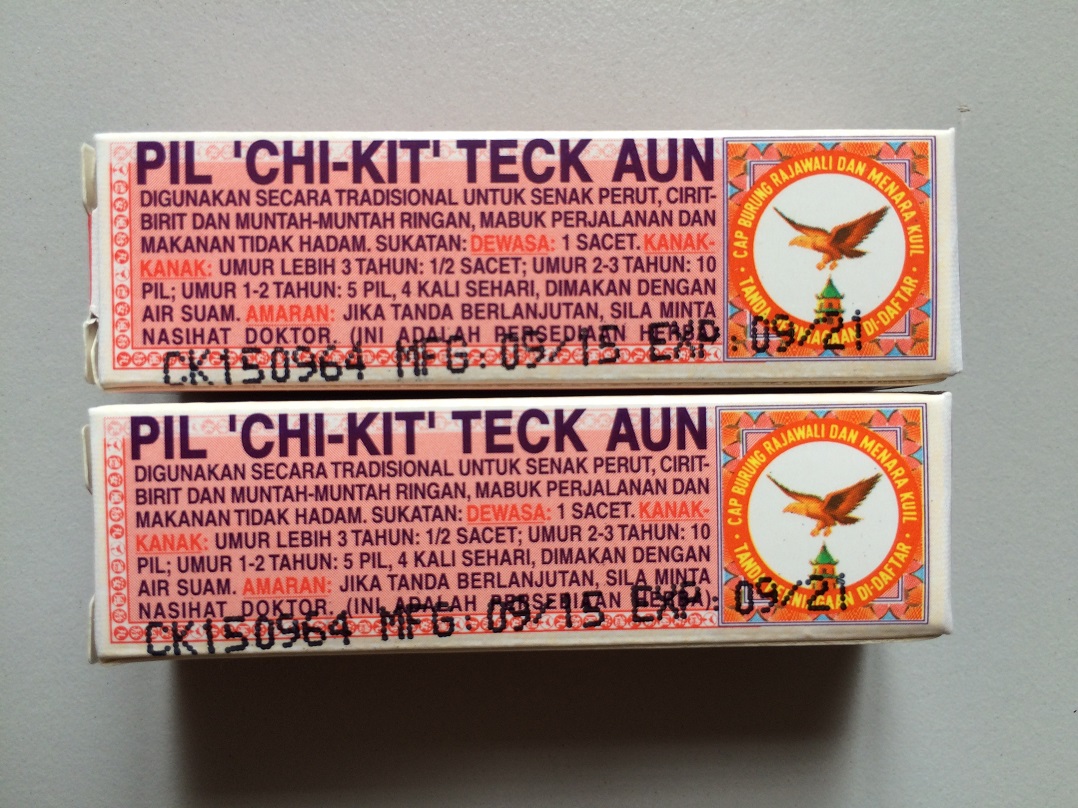 PIL 'CHI-KIT' TECK AUN
DIGUNAKAN SECARA TRADISIONAL UNTUK SENAK PERUT, CIRIT-
BIRIT DAN MUNTAH-MUNTAH RINGAN, MABUK PERJALANAN DAN
MAKANAN TIDAK HADAM. SUKATAN: DEWASA: 1 SACET. KANAK-
KANAK: UMUR LEBIH 3 TAHUN: 1/2 SACET; UMUR 2-3 TAHUN: 10
PIL; UMUR 1-2 TAHUN: 5 PIL, 4 KALI SEHARI, DIMAKAN DENGAN
AIR SUAM. AMARAN: JIKA TANDA BERLANJUTAN, SILA MINTA
NASIHAT DOKTOR. (INI ADALAH PERSEDIAAN
CK150964 MFG: 09/15 EXP: 09/21
CAP BURUNG RAJAWALI DAN MENARA KUIL
TANDA PERNIAGAAN DI-DAFTAR
PIL 'CHI-KIT' TECK AUN
DIGUNAKAN SECARA TRADISIONAL UNTUK SENAK PERUT, CIRIT-
BIRIT DAN MUNTAH-MUNTAH RINGAN, MABUK PERJALANAN DAN
MAKANAN TIDAK HADAM. SUKATAN: DEWASA: 1 SACET. KANAK-
KANAK: UMUR LEBIH 3 TAHUN: 1/2 SACET; UMUR 2-3 TAHUN: 10
PIL; UMUR 1-2 TAHUN: 5 PIL, 4 KALI SEHARI, DIMAKAN DENGAN
AIR SUAM. AMARAN: JIKA TANDA BERLANJUTAN, SILA MINTA
NASIHAT DOKTOR. (INI ADALAH PERSEDIAAN
CK150964 MFG: 09/15 EXP: 09/21
CAP BURUNG RAJAWALI DAN MENARA KUIL
TANDA PERNIAGAAN DI-DAFTAR